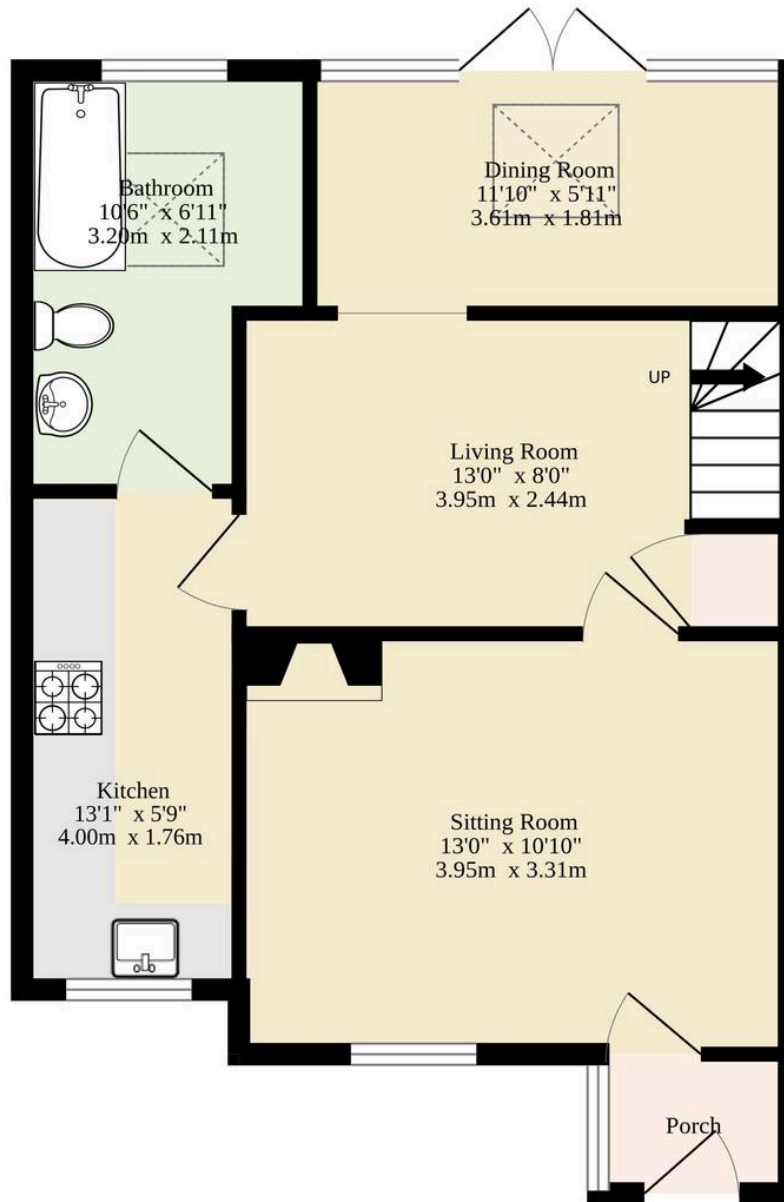 Bathroom
10'6" x 6'11"
3.20m x 2.11m
Dining Room
11'10" x 5'11"
3.61m x 1.81m
UP
Living Room
13'0" x 8'0"
3.95m x 2.44m
Kitchen
13'1" x 5'9"
4.00m x 1.76m
Sitting Room
13'0" x 10'10"
3.95m x 3.31m
Porch